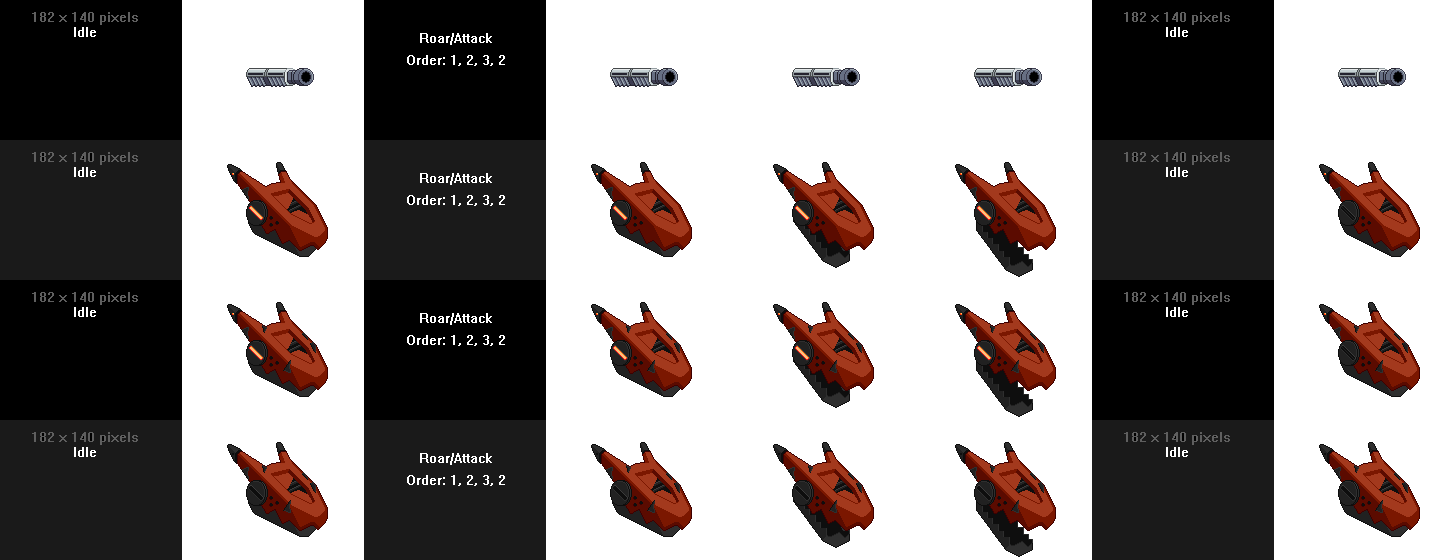 182 x 140 pixels
Idle
Roar/Attack
Order: 1, 2, 3, 2
182 x 140 pixels
Idle
182 x 140 pixels
Idle
Roar/Attack
Order: 1, 2, 3, 2
182 x 140 pixels
Idle
182 x 140 pixels
Idle
Roar/Attack
Order: 1, 2, 3, 2
182 x 140 pixels
Idle
182 x 140 pixels
Idle
Roar/Attack
Order: 1, 2, 3, 2
182 x 140 pixels
Idle